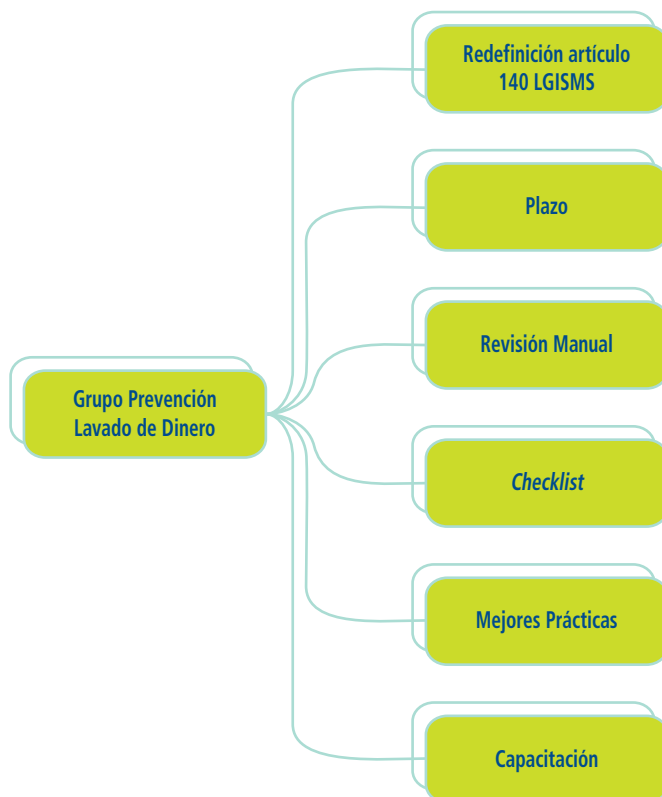 Redefinición artículo
140 LGISMS
Plazo
Revisión Manual
Grupo Prevención
Lavado de Dinero
Checklist
Mejores Prácticas
Capacitación